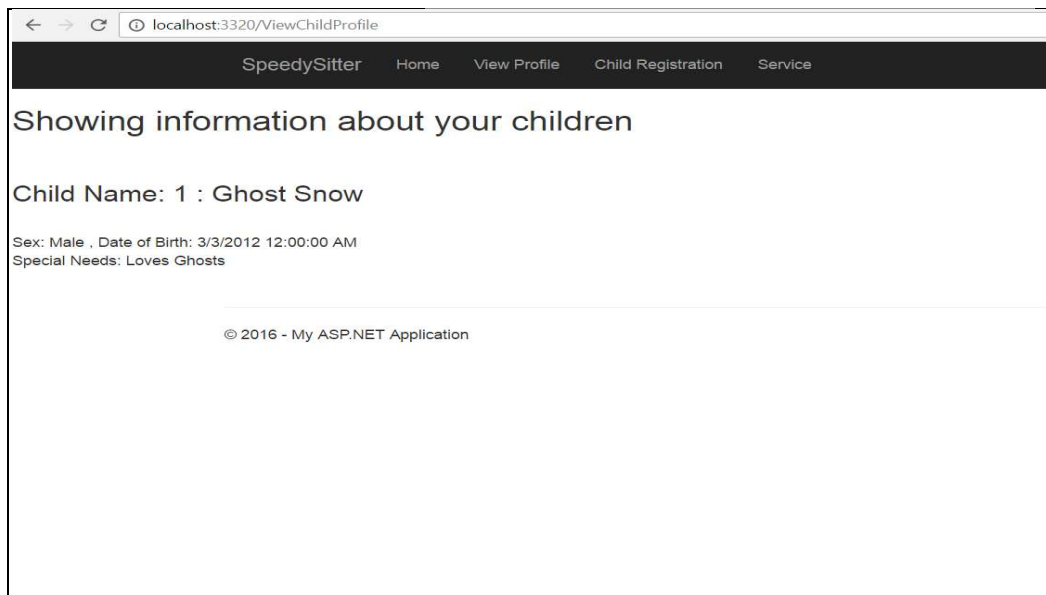 localhost:3320/ViewChildProfile
SpeedySitter Home View Profile Child Registration Service
Showing information about your children
Child Name: 1 : Ghost Snow
Sex: Male , Date of Birth: 3/3/2012 12:00:00 AM
Special Needs: Loves Ghosts
© 2016 - My ASP.NET Application